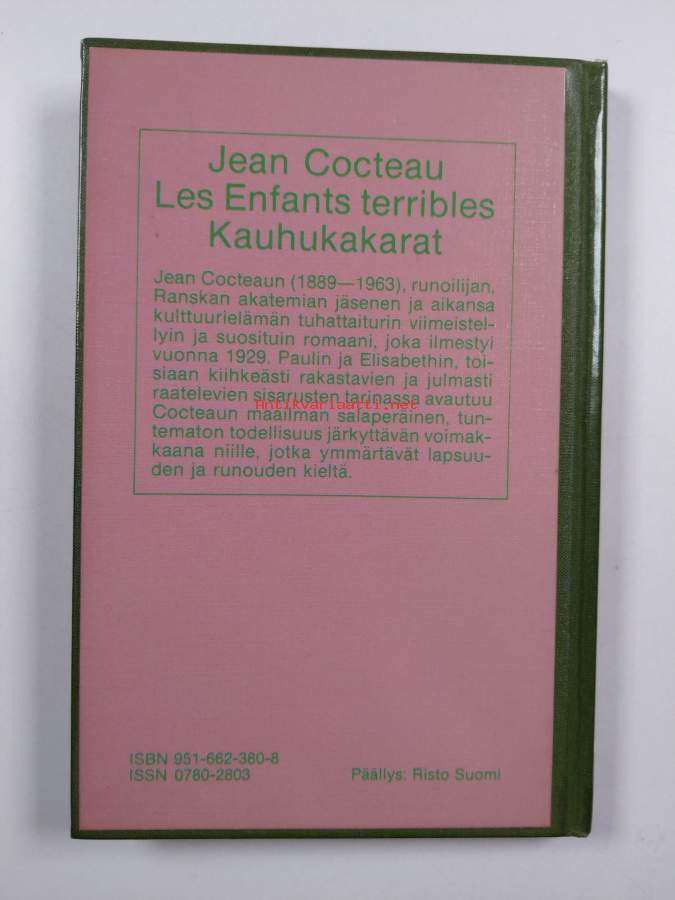 Jean Cocteau
Les Enfants terribles
Kauhukakarat
Jean Cocteaun (1889—1963), runoilijan,
Ranskan akatemian jäsenen ja aikansa
kulttuurielämän tuhattaiturin viimeistel-
lyin ja suosituin romaani, joka ilmestyi
vuonna 1929. Paulin ja Elisabethin, toi-
siaan kiihkeästi rakastavien ja julmasti
raatelevien sisarusten tarinassa avautuu
Antikvariaatti.net
Cocteaun maailman salaperäinen, tun-
tematon todellisuus järkyttävän voimak-
kaana niille, jotka ymmärtävät lapsuu-
den ja runouden kieltä.
ISBN 951-662-380-8
ISSN 0780-2803
Päällys: Risto Suomi